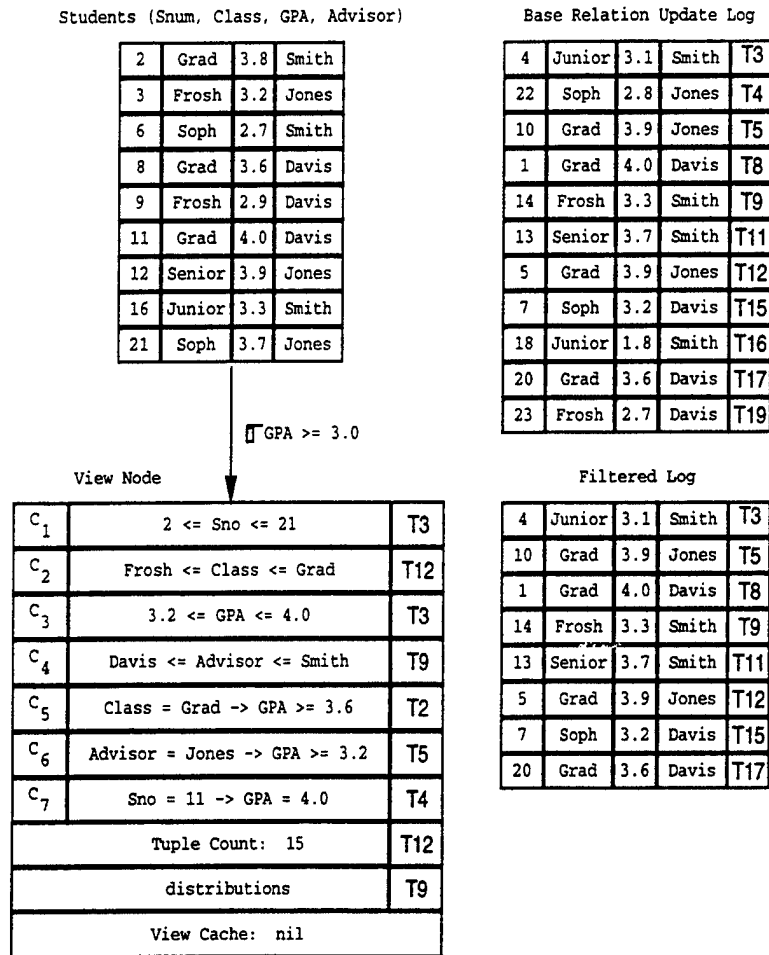 Students (Snum, Class, GPA, Advisor)
2 Grad 3.8 Smith
3 Frosh 3.2 Jones
6 Soph 2.7 Smith
8 Grad 3.6 Davis
9 Frosh 2.9 Davis
11 Grad 4.0 Davis
12 Senior 3.9 Jones
16 Junior 3.3 Smith
21 Soph 3.7 Jones
GPA >= 3.0
Base Relation Update Log
4 Junior 3.1 Smith T3
22 Soph 2.8 Jones T4
10 Grad 3.9 Jones T5
1 Grad 4.0 Davis T8
14 Frosh 3.3 Smith T9
13 Senior 3.7 Smith T11
5 Grad 3.9 Jones T12
7 Soph 3.2 Davis T15
18 Junior 1.8 Smith T16
20 Grad 3.6 Davis T17
23 Frosh 2.7 Davis T19
View Node
C1 2 <= Sno <= 21 T3
C2 Frosh <= Class <= Grad T12
C3 3.2 <= GPA <= 4.0 T3
C4 Davis <= Advisor <= Smith T9
C5 Class = Grad -> GPA >= 3.6 T2
C6 Advisor = Jones -> GPA >= 3.2 T5
C7 Sno = 11 -> GPA = 4.0 T4
Tuple Count: 15 T12
distributions T9
View Cache: nil
Filtered Log
4 Junior 3.1 Smith T3
10 Grad 3.9 Jones T5
1 Grad 4.0 Davis T8
14 Frosh 3.3 Smith T9
13 Senior 3.7 Smith T11
5 Grad 3.9 Jones T12
7 Soph 3.2 Davis T15
20 Grad 3.6 Davis T17